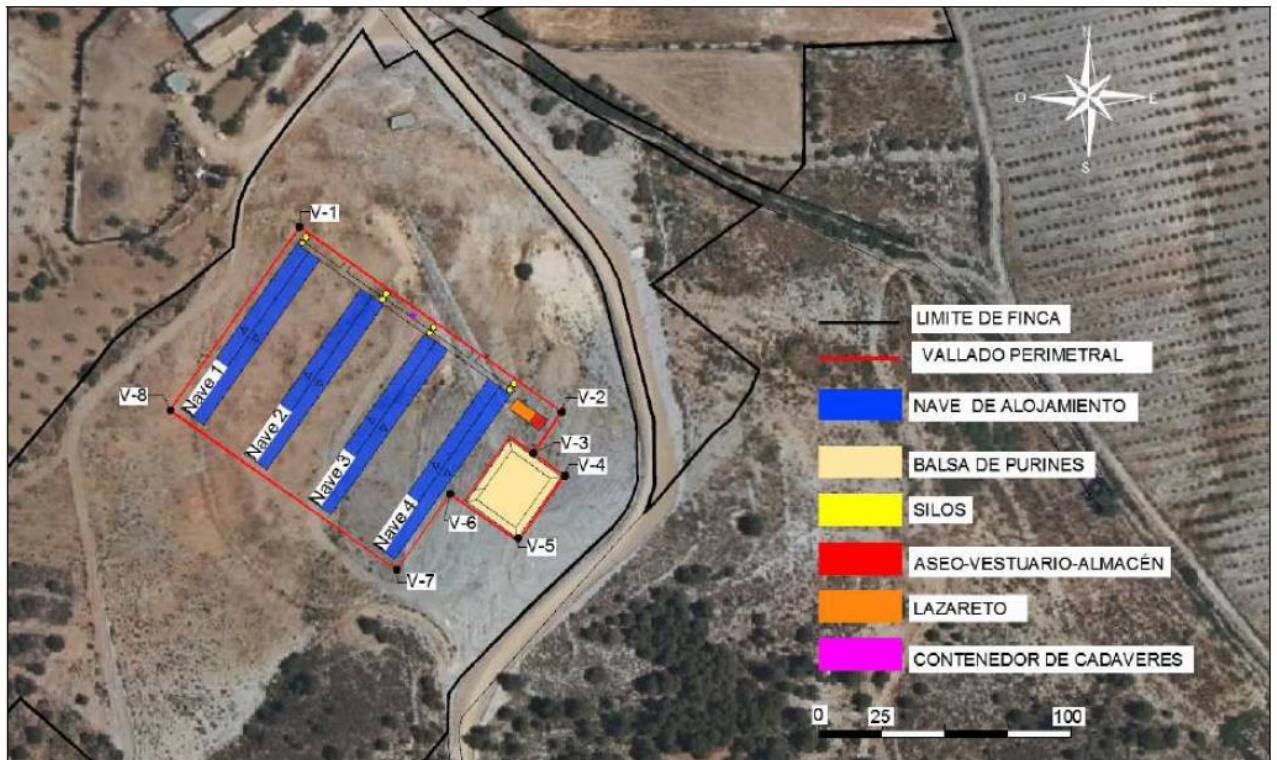 N
O E
S
V-1
V-8
V-2
V-3
V-4
V-6
V-5
V-7
Nave 1
Nave 2
Nave 3
Nave 4
LIMITE DE FINCA
VALLADO PERIMETRAL
NAVE DE ALOJAMIENTO
BALSA DE PURINES
SILOS
ASEO-VESTUARIO-ALMACÉN
LAZARETO
CONTENEDOR DE CADAVERES
0 25 100